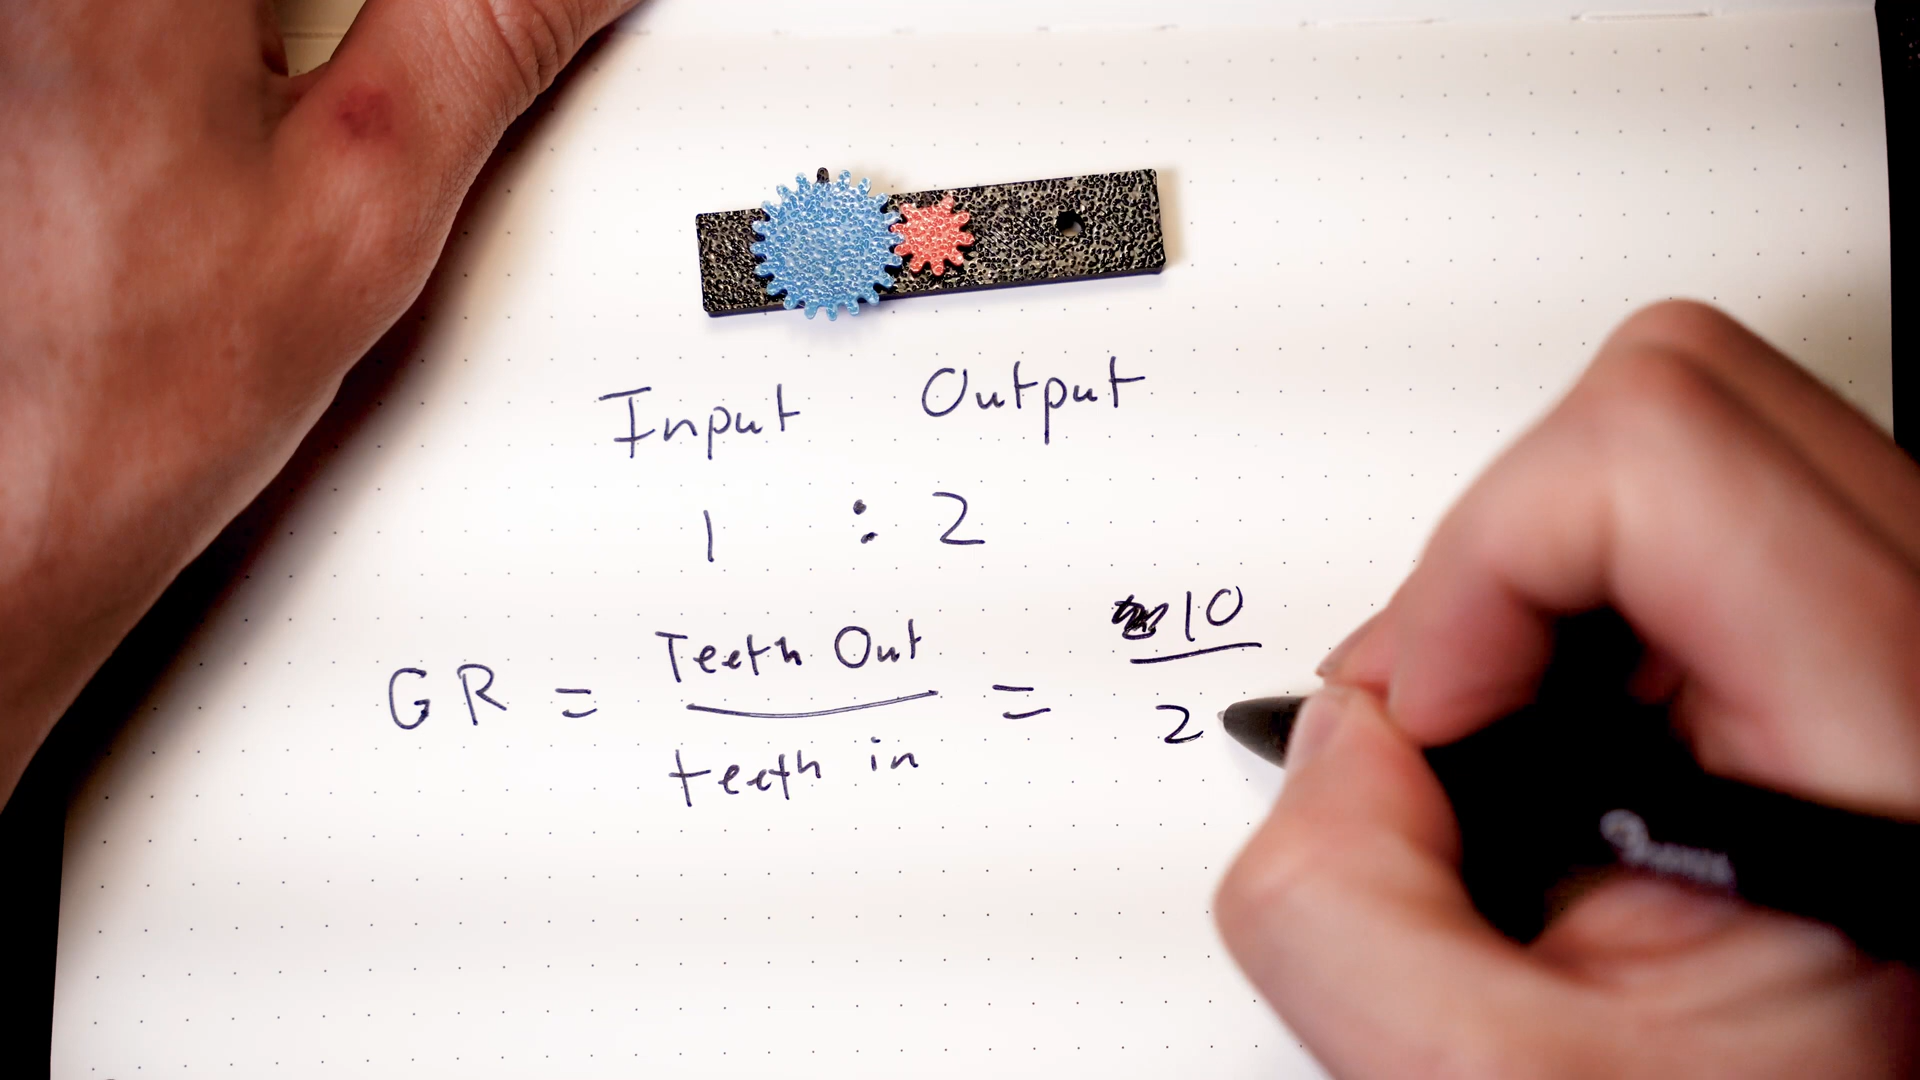 Input Output
1 : 2
GR = Teeth Out / teeth in = 10 / 2